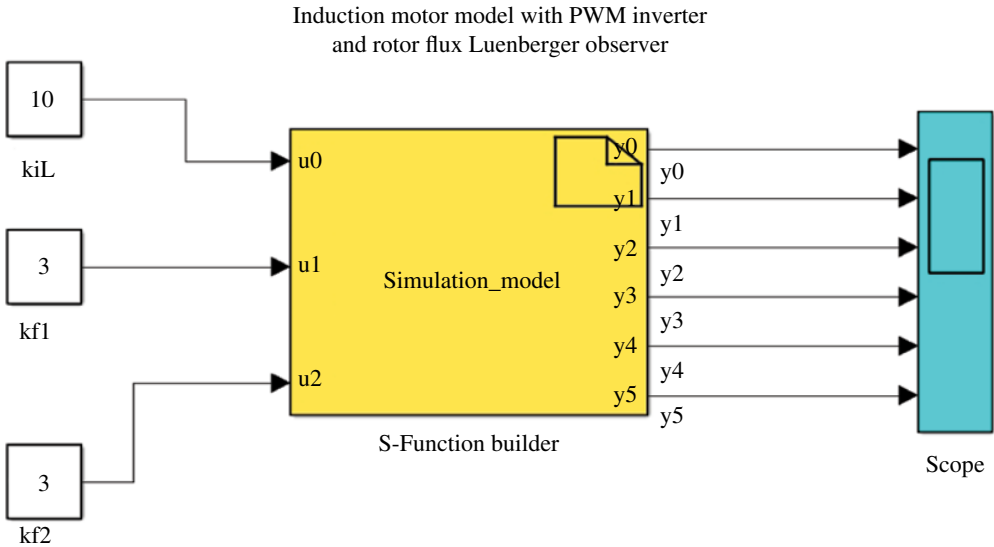 Induction motor model with PWM inverter
and rotor flux Luenberger observer
10
kiL
3
kf1
3
kf2
u0
u1
u2
Simulation_model
y0
y1
y2
y3
y4
y5
S-Function builder
y0
y1
y2
y3
y4
y5
Scope